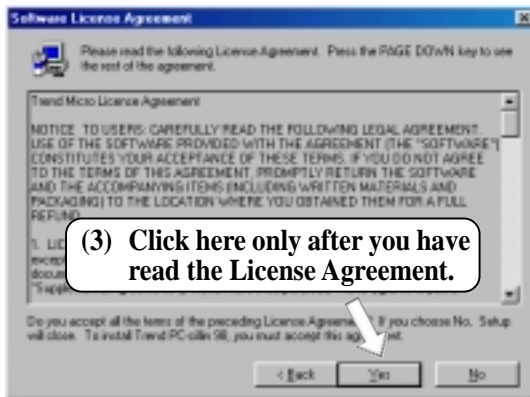 Software License Agreement
Please read the following License Agreement. Press the PAGE DOWN key to see
the rest of the agreement.
Trend Micro License Agreement
NOTICE TO USERS: CAREFULLY READ THE FOLLOWING LEGAL AGREEMENT.
USE OF THE SOFTWARE PROVIDED WITH THE AGREEMENT (THE "SOFTWARE")
CONSTITUTES YOUR ACCEPTANCE OF THESE TERMS. IF YOU DO NOT AGREE
TO THE TERMS OF THIS AGREEMENT, PROMPTLY RETURN THE SOFTWARE
AND THE ACCOMPANYING ITEMS (INCLUDING WRITTEN MATERIALS AND
PACKAGING) TO THE LOCATION WHERE YOU OBTAINED THEM FOR A FULL
REFUND.
(3) Click here only after you have
read the License Agreement.
1. LIC
except
docum
Do you accept all the terms of the preceding License Agreeme If you choose No, Setup
will close. To install Trend PC-cillin 98, you must accept this ag
< Back
Yes
No